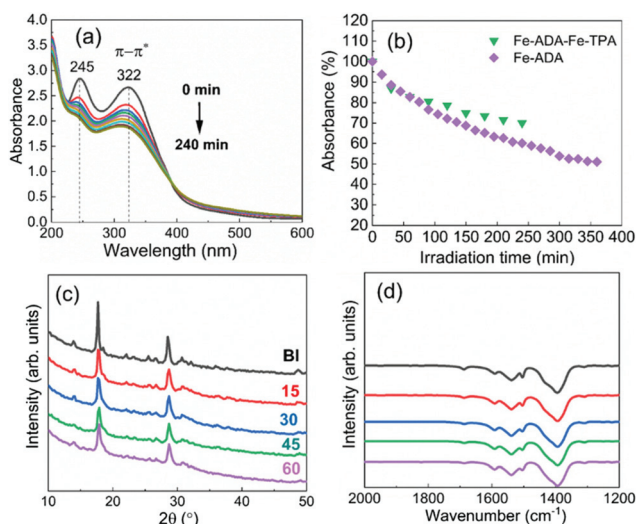 (a)
π–π*
245
322
0 min
240 min
Absorbance
4.0
3.5
3.0
2.5
2.0
1.5
1.0
0.5
0.0
200 300 400 500 600
Wavelength (nm)
(b)
Fe-ADA-Fe-TPA
Fe-ADA
Absorbance (%)
120
110
100
90
80
70
60
50
40
30
20
0 50 100 150 200 250 300 350 400
Irradiation time (min)
(c)
BI
15
30
45
60
Intensity (arb. units)
10 20 30 40 50
2θ (°)
(d)
Intensity (arb. units)
2000 1800 1600 1400 1200
Wavenumber (cm⁻¹)